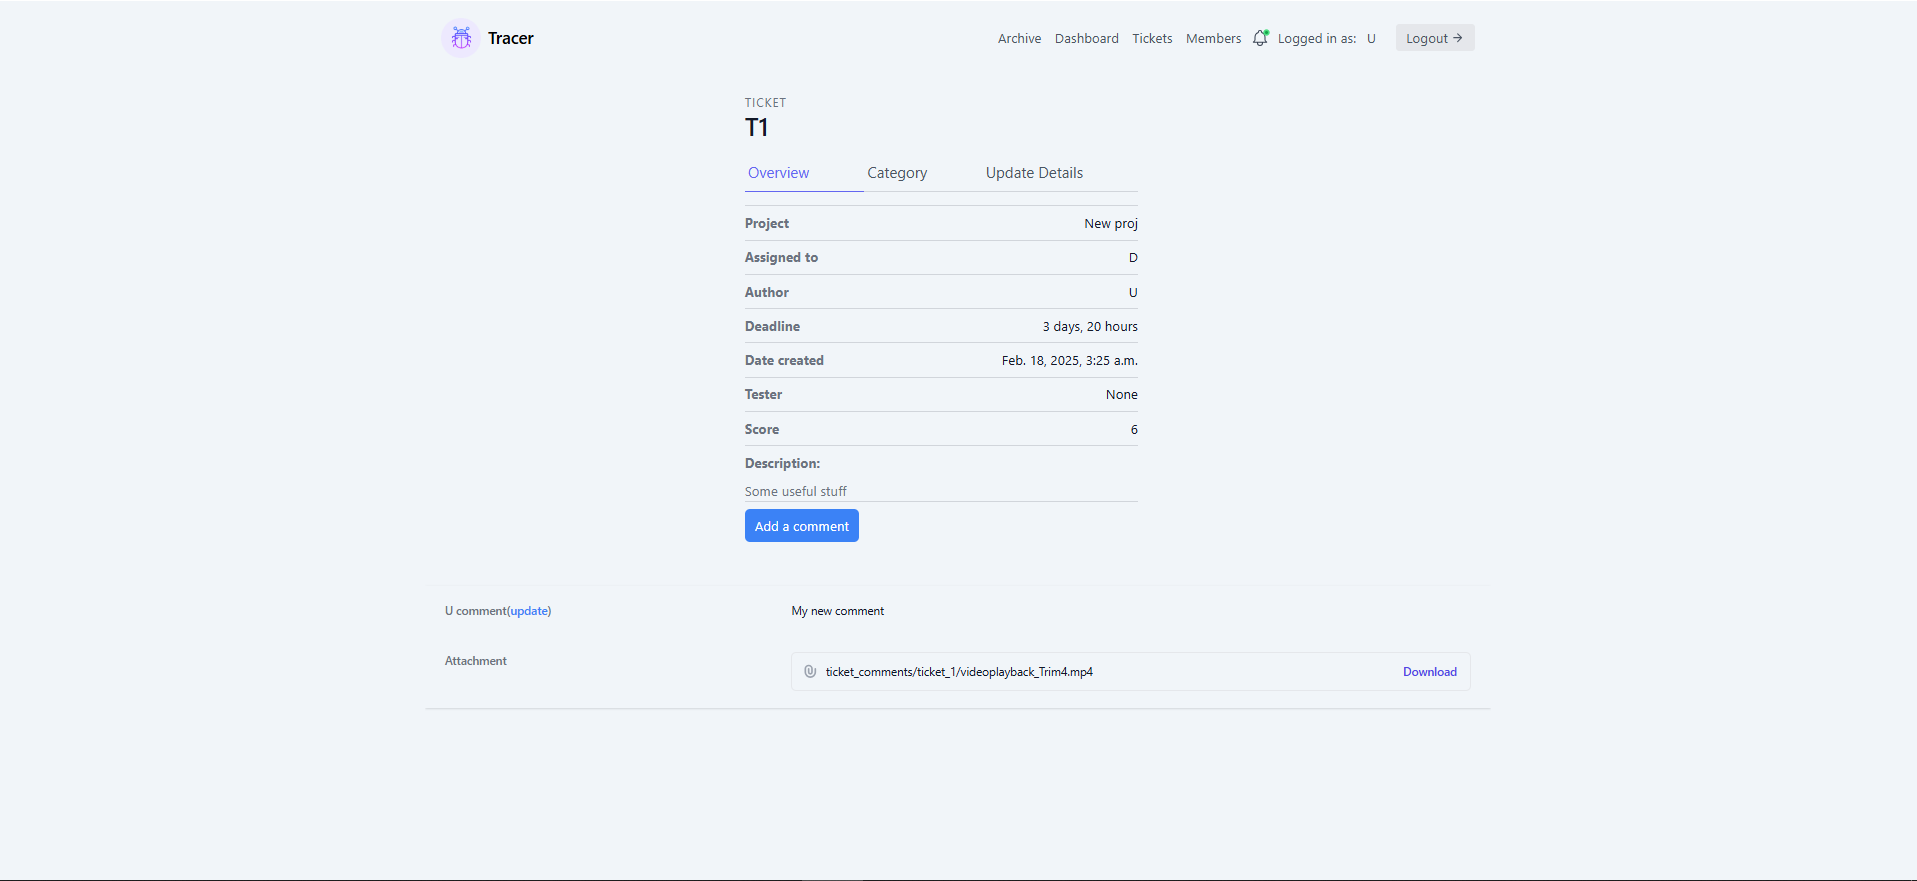 Tracer
Archive Dashboard Tickets Members Logged in as: U Logout →
TICKET
T1
Overview Category Update Details
Project New proj
Assigned to D
Author U
Deadline 3 days, 20 hours
Date created Feb. 18, 2025, 3:25 a.m.
Tester None
Score 6
Description:
Some useful stuff
Add a comment
U comment(update) My new comment
Attachment
ticket_comments/ticket_1/videoplayback_Trim4.mp4 Download